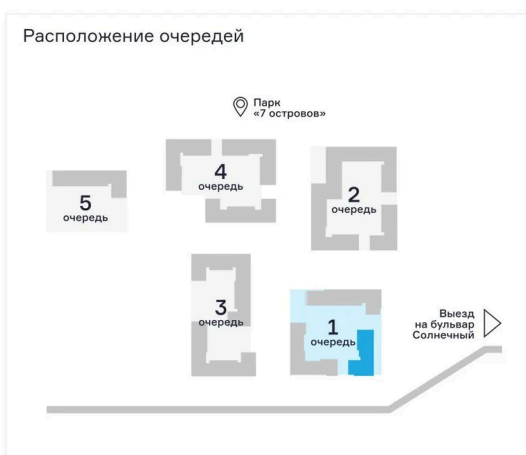 Расположение очередей
Парк
«7 островов»
4
очередь
2
очередь
5
очередь
3
очередь
1
очередь
Выезд
на бульвар
Солнечный